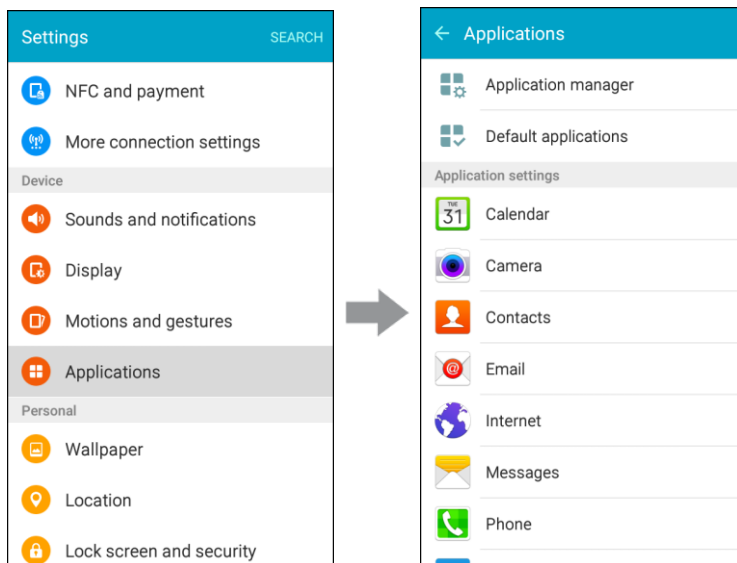 Settings
SEARCH
NFC and payment
More connection settings
Device
Sounds and notifications
Display
Motions and gestures
Applications
Personal
Wallpaper
Location
Lock screen and security
Applications
Application manager
Default applications
Application settings
TUE
31
Calendar
Camera
Contacts
@
Email
Internet
Messages
Phone